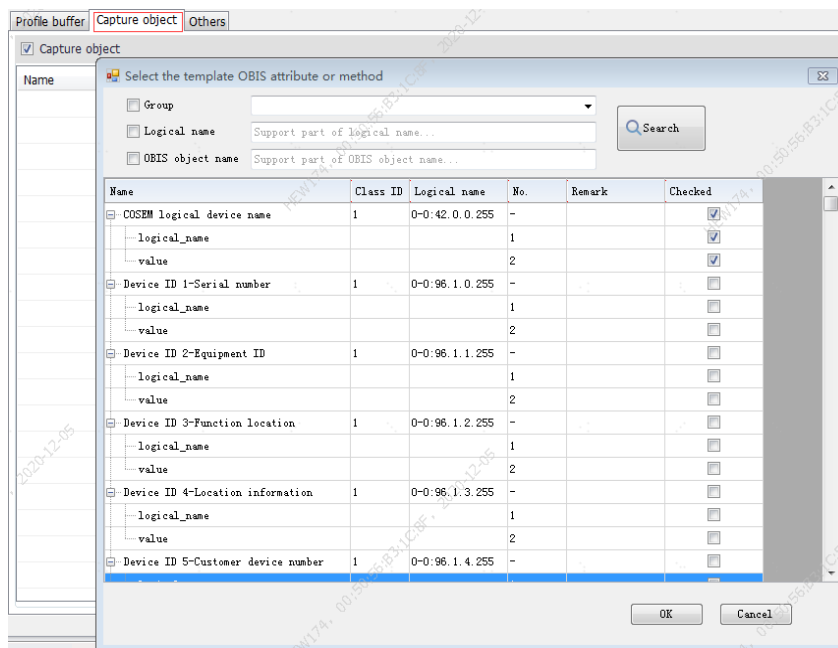 Profile buffer Capture object Others
Capture object
Name
Select the template OBIS attribute or method
Group
Logical name Support part of logical name...
Search
OBIS object name Support part of OBIS object name...
Name Class ID Logical name No. Remark Checked
COSEM logical device name 1 0-0:42.0.0.255 -
logical_name 1
value 2
Device ID 1-Serial number 1 0-0:96.1.0.255 -
logical_name 1
value 2
Device ID 2-Equipment ID 1 0-0:96.1.1.255 -
logical_name 1
value 2
Device ID 3-Function location 1 0-0:96.1.2.255 -
logical_name 1
value 2
Device ID 4-Location information 1 0-0:96.1.3.255 -
logical_name 1
value 2
Device ID 5-Customer device number 1 0-0:96.1.4.255 -
OK Cancel